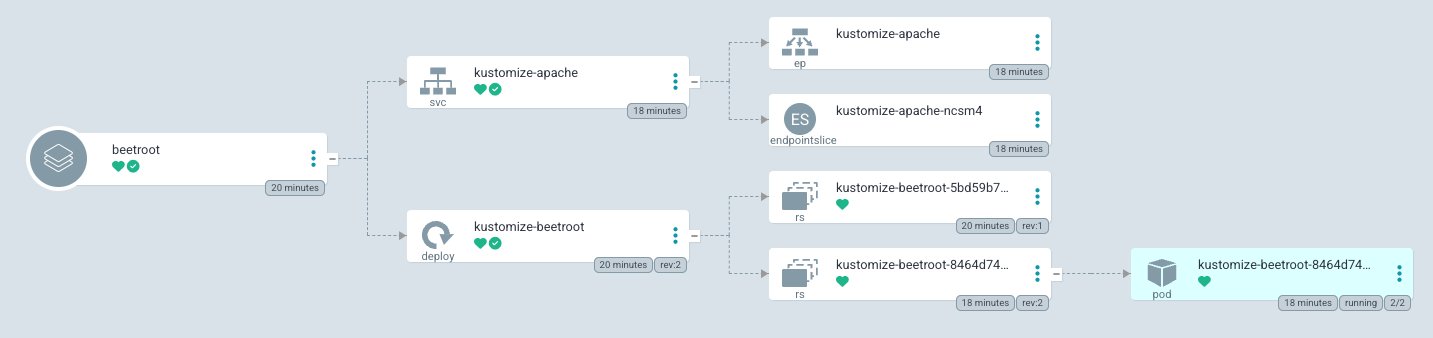 beetroot
20 minutes
kustomize-apache
svc
18 minutes
kustomize-beetroot
deploy
20 minutes rev:2
kustomize-apache
ep
18 minutes
ES
kustomize-apache-ncsm4
endpointslice
18 minutes
kustomize-beetroot-5bd59b7...
rs
20 minutes rev:1
kustomize-beetroot-8464d74...
rs
18 minutes rev:2
kustomize-beetroot-8464d74...
pod
18 minutes running 2/2